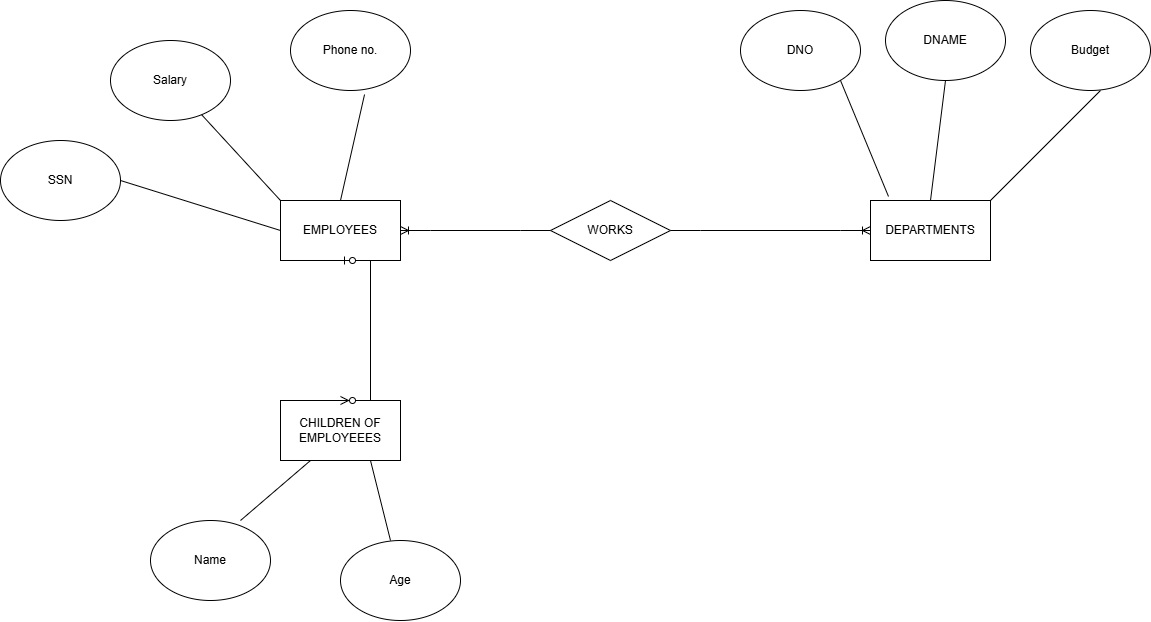 Phone no.
DNO
DNAME
Budget
Salary
SSN
EMPLOYEES
WORKS
DEPARTMENTS
CHILDREN OF
EMPLOYEEES
Name
Age